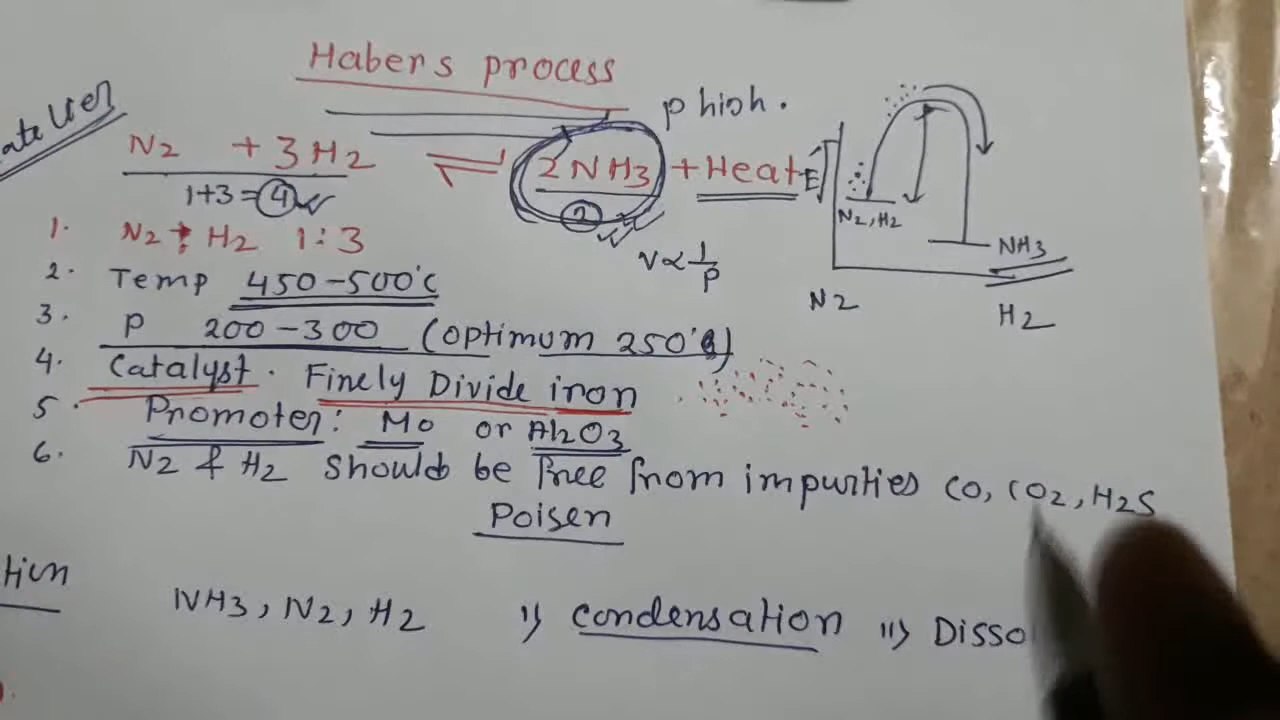 Habers process
P high.
N2 + 3H2 ⇌ 2NH3 + Heat
1+3=4
2
V∝1/P
E
N2,H2
NH3
N2
H2
1. N2 : H2 1:3
2. Temp 450-500°C
3. P 200-300 (optimum 250
4. Catalyst. Finely Divide iron
5. Promoter: Mo or Al2O3
6. N2 & H2 should be free from impurties CO, CO2, H2S
Poisen
NH3, N2, H2 i) condensation ii)